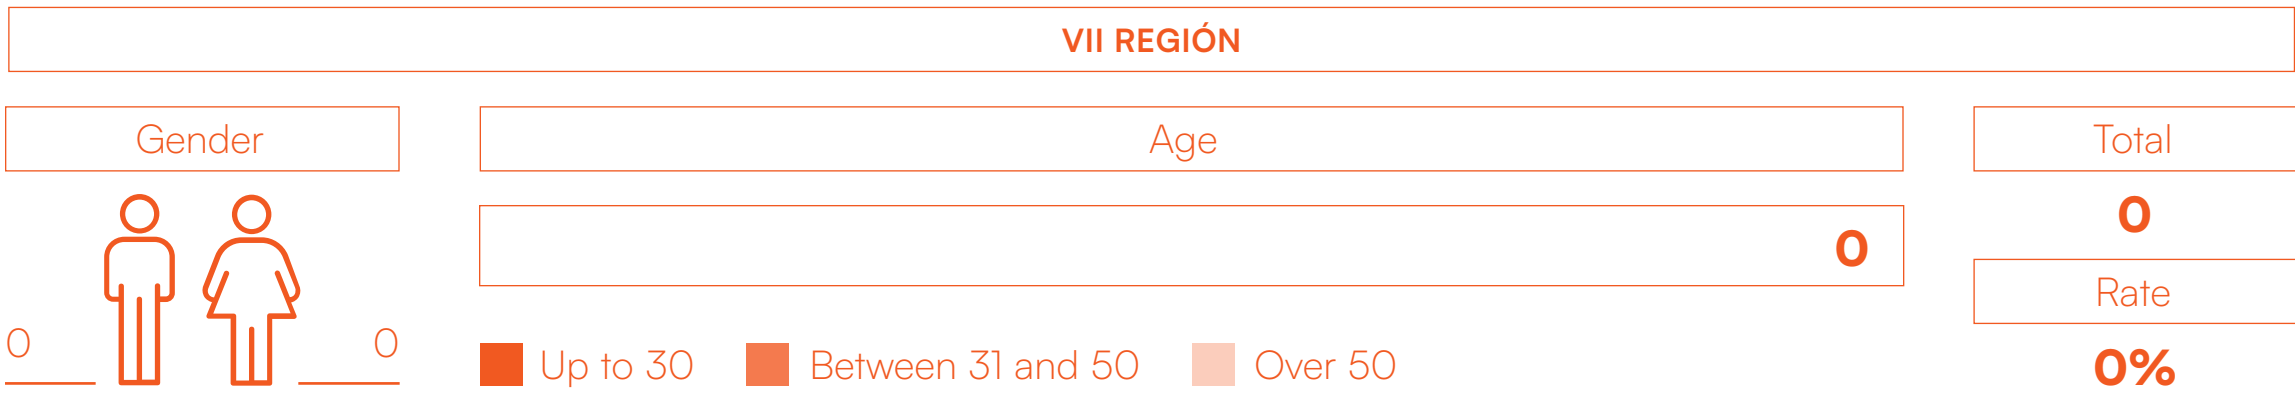 VII REGIÓN
Gender
Age
Total
0
0
0
0
Rate
0%
Up to 30
Between 31 and 50
Over 50